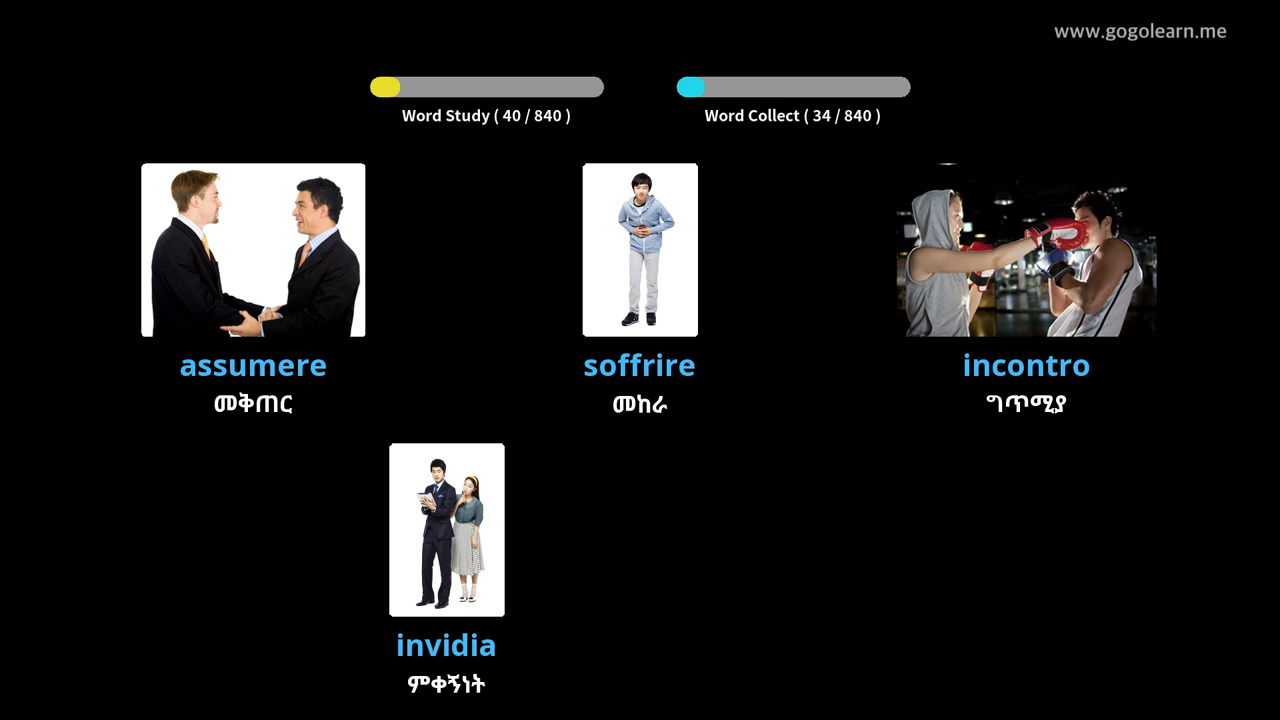 www.gogolearn.me
Word Study ( 40 / 840 )
Word Collect ( 34 / 840 )
assumere
መቅጠር
soffrire
መከራ
incontro
ግጥሚያ
invidia
ምቀኝነት